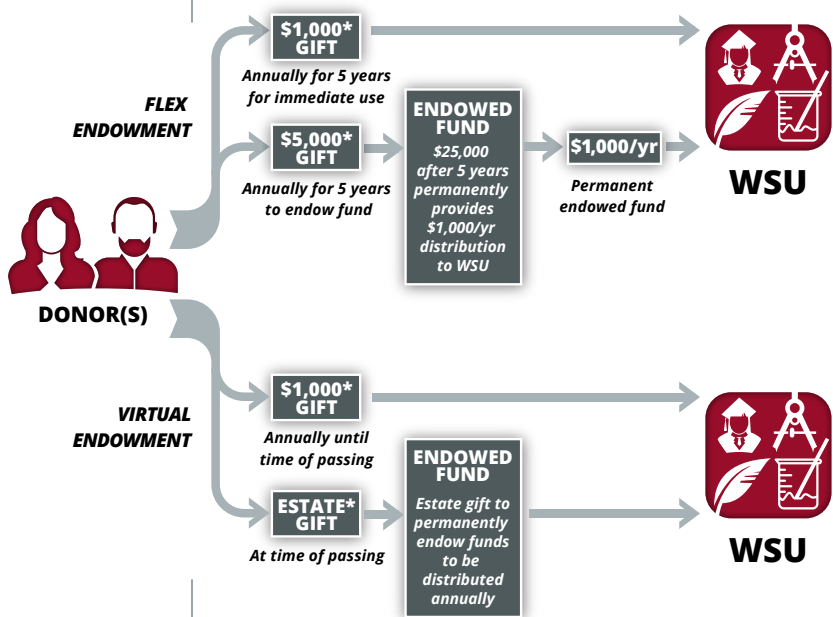 $1,000*
GIFT
Annually for 5 years
for immediate use
FLEX
ENDOWMENT
$5,000*
GIFT
Annually for 5 years
to endow fund
ENDOWED
FUND
$25,000
after 5 years
permanently
provides
$1,000/yr
distribution
to WSU
$1,000/yr
Permanent
endowed fund
WSU
DONOR(S)
VIRTUAL
ENDOWMENT
$1,000*
GIFT
Annually until
time of passing
ESTATE*
GIFT
At time of passing
ENDOWED
FUND
Estate gift to
permanently
endow funds
to be
distributed
annually
WSU